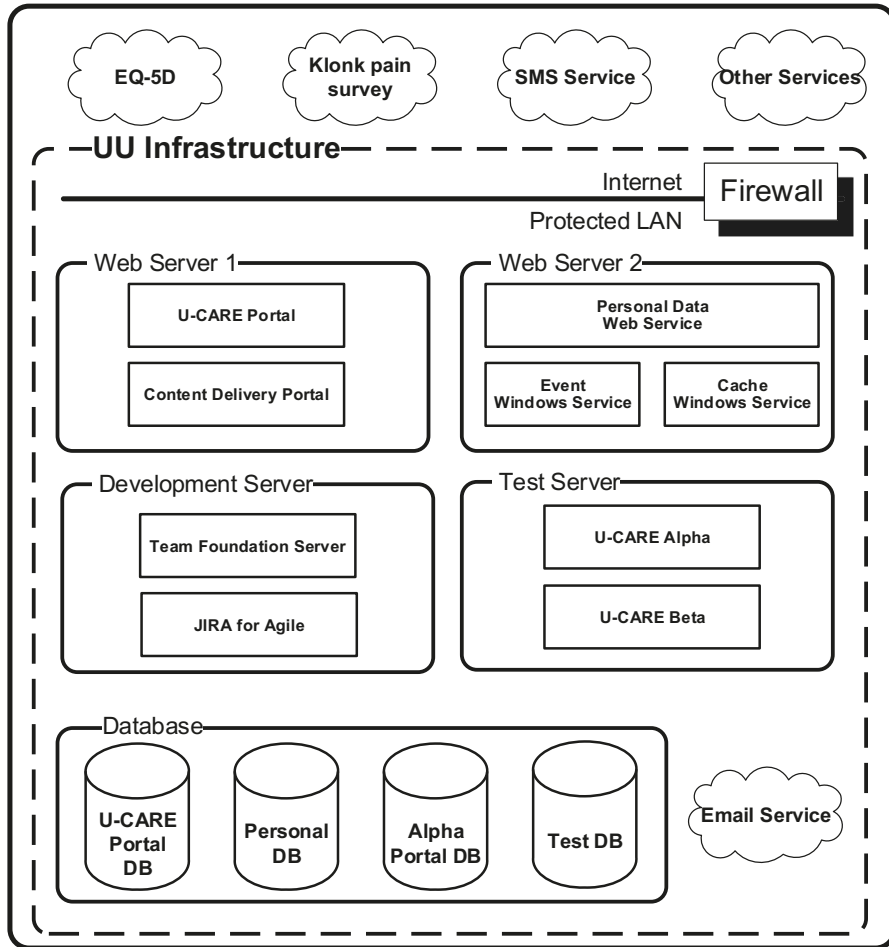 EQ-5D
Klonk pain
survey
SMS Service
Other Services
UU Infrastructure
Internet
Firewall
Protected LAN
Web Server 1
U-CARE Portal
Content Delivery Portal
Web Server 2
Personal Data
Web Service
Event
Windows Service
Cache
Windows Service
Development Server
Team Foundation Server
JIRA for Agile
Test Server
U-CARE Alpha
U-CARE Beta
Database
U-CARE
Portal
DB
Personal
DB
Alpha
Portal DB
Test DB
Email Service